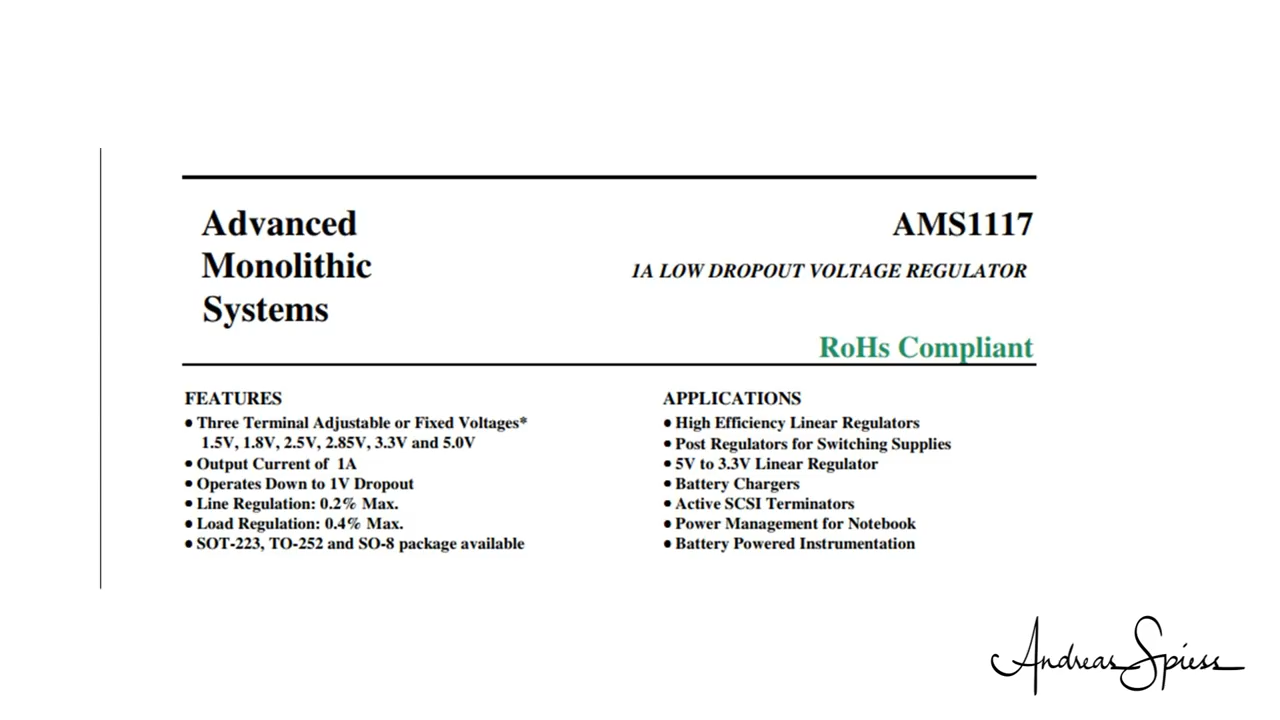 Advanced
Monolithic
Systems
AMS1117
1A LOW DROPOUT VOLTAGE REGULATOR
RoHs Compliant
FEATURES
• Three Terminal Adjustable or Fixed Voltages*
1.5V, 1.8V, 2.5V, 2.85V, 3.3V and 5.0V
• Output Current of 1A
• Operates Down to 1V Dropout
• Line Regulation: 0.2% Max.
• Load Regulation: 0.4% Max.
• SOT-223, TO-252 and SO-8 package available
APPLICATIONS
• High Efficiency Linear Regulators
• Post Regulators for Switching Supplies
• 5V to 3.3V Linear Regulator
• Battery Chargers
• Active SCSI Terminators
• Power Management for Notebook
• Battery Powered Instrumentation
Andreas Spiess